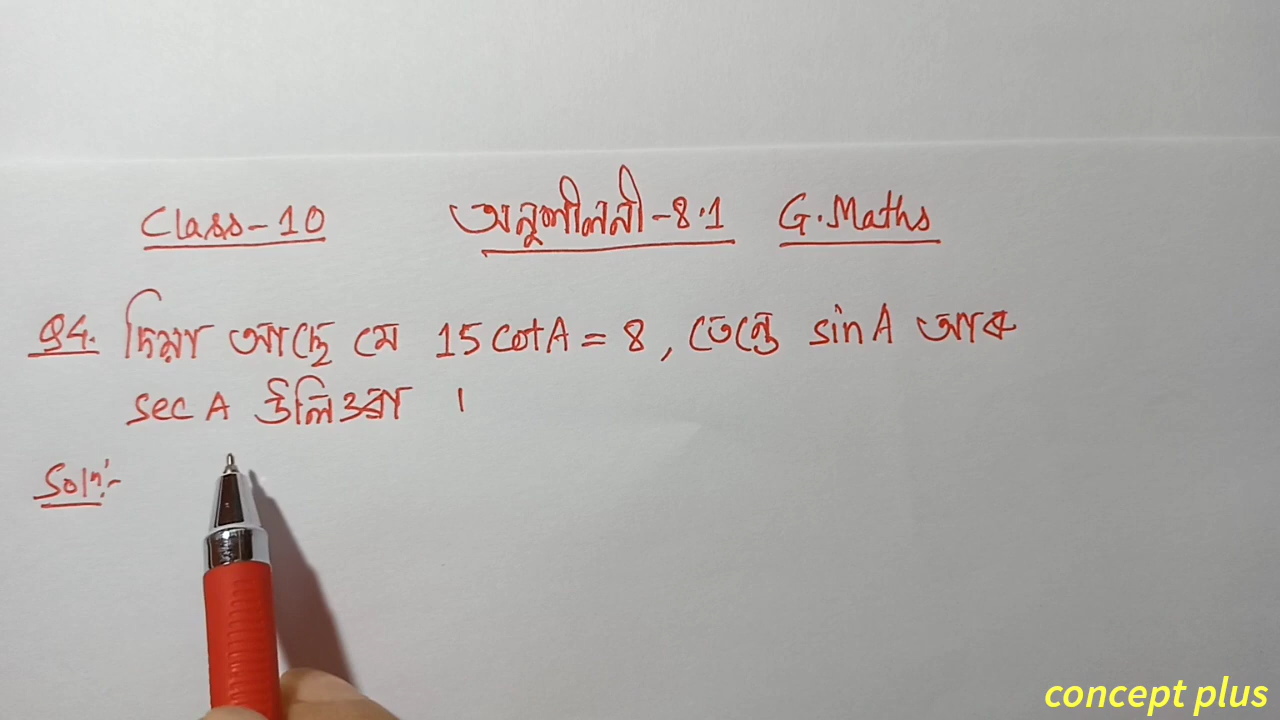 Class-10 অনুশীলনী-8.1 G.Maths
Q4. দিয়া আছে যে 15 cot A = 8, তেন্তে sin A আৰু
sec A উলিওৱা ।
Soln:-
concept plus